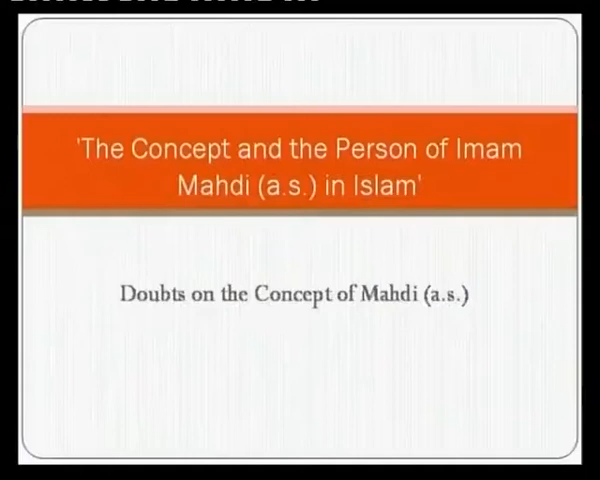 'The Concept and the Person of Imam
Mahdi (a.s.) in Islam'
Doubts on the Concept of Mahdi (a.s.)